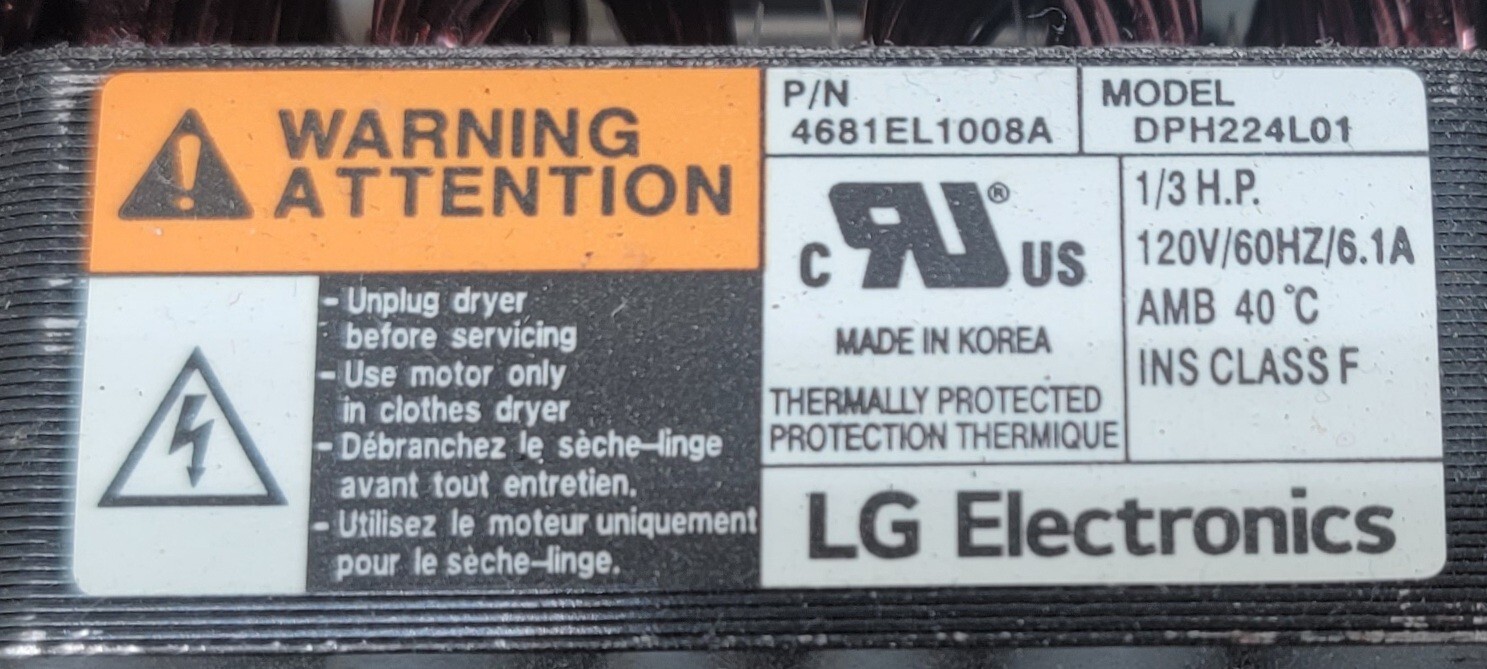 WARNING
ATTENTION
- Unplug dryer
before servicing
- Use motor only
in clothes dryer
- Débranchez le sèche-linge
avant tout entretien.
- Utilisez le moteur uniquement
pour le sèche-linge.
P/N
4681EL1008A
MODEL
DPH224L01
C RU® US
MADE IN KOREA
THERMALLY PROTECTED
PROTECTION THERMIQUE
1/3 H.P.
120V/60HZ/6.1A
AMB 40°C
INS CLASS F
LG Electronics